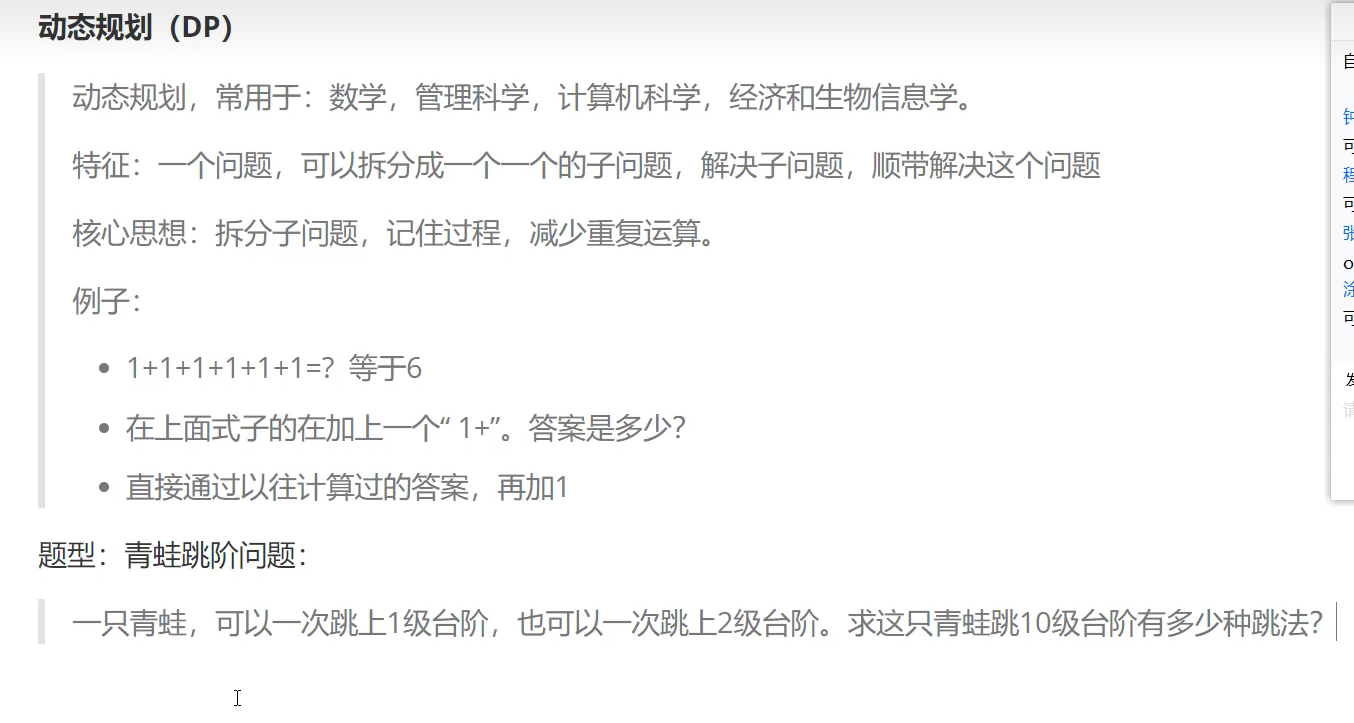 动态规划（DP）
动态规划，常用于：数学，管理科学，计算机科学，经济和生物信息学。
特征：一个问题，可以拆分成一个一个的子问题，解决子问题，顺带解决这个问题
核心思想：拆分子问题，记住过程，减少重复运算。
例子：
1+1+1+1+1+1=？等于6
在上面式子的在加上一个“ 1+”。答案是多少？
直接通过以往计算过的答案，再加1
题型：青蛙跳阶问题：
一只青蛙，可以一次跳上1级台阶，也可以一次跳上2级台阶。求这只青蛙跳10级台阶有多少种跳法？